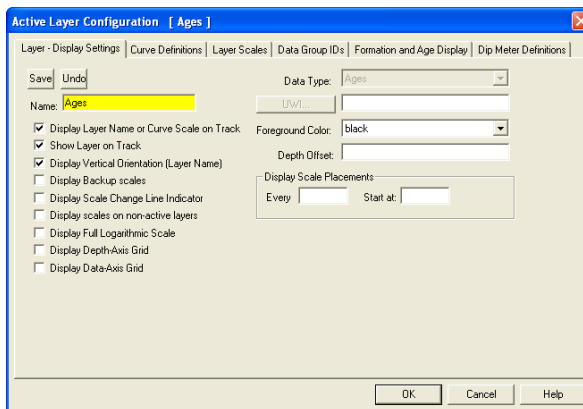 Active Layer Configuration [ Ages ]
Layer - Display Settings | Curve Definitions | Layer Scales | Data Group IDs | Formation and Age Display | Dip Meter Definitions
Save Undo
Name: Ages
Display Layer Name or Curve Scale on Track
Show Layer on Track
Display Vertical Orientation (Layer Name)
Display Backup scales
Display Scale Change Line Indicator
Display scales on non-active layers
Display Full Logarithmic Scale
Display Depth-Axis Grid
Display Data-Axis Grid
Data Type: Ages
UWI...
Foreground Color: black
Depth Offset:
Display Scale Placements
Every Start at:
OK Cancel Help